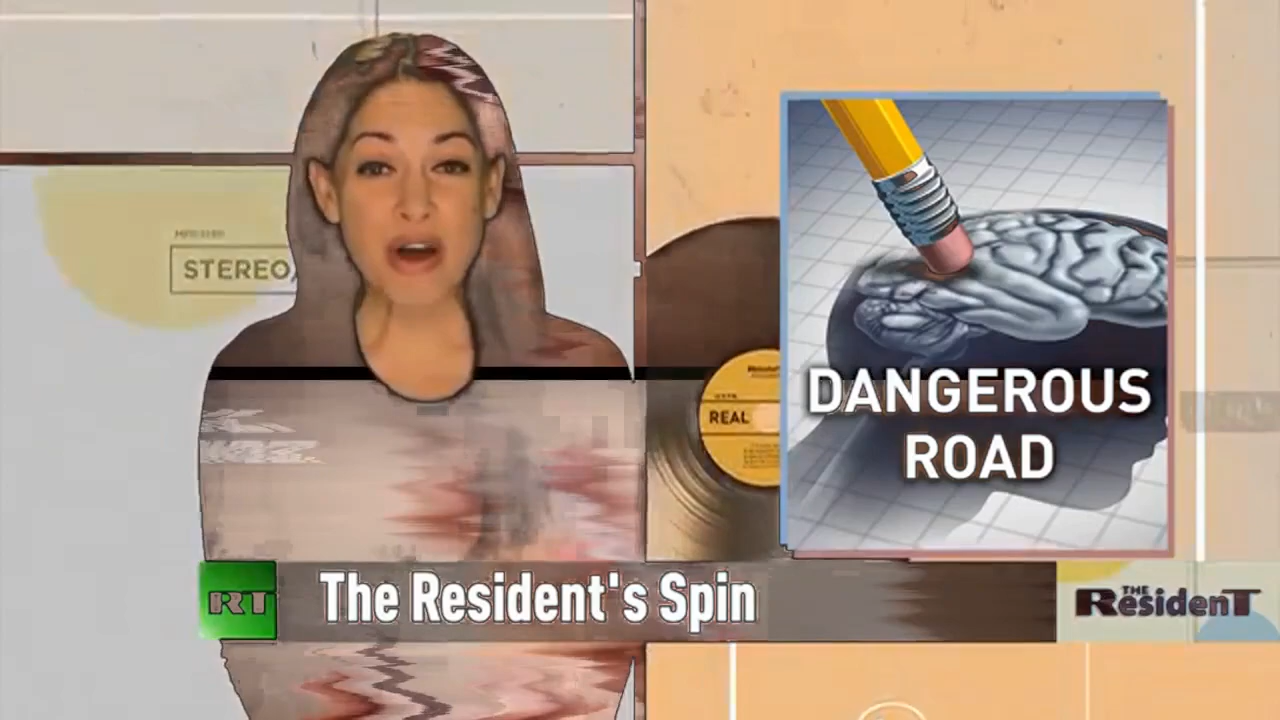 STEREO
REAL
DANGEROUS
ROAD
RT
The Resident's Spin
THE
ResidenT